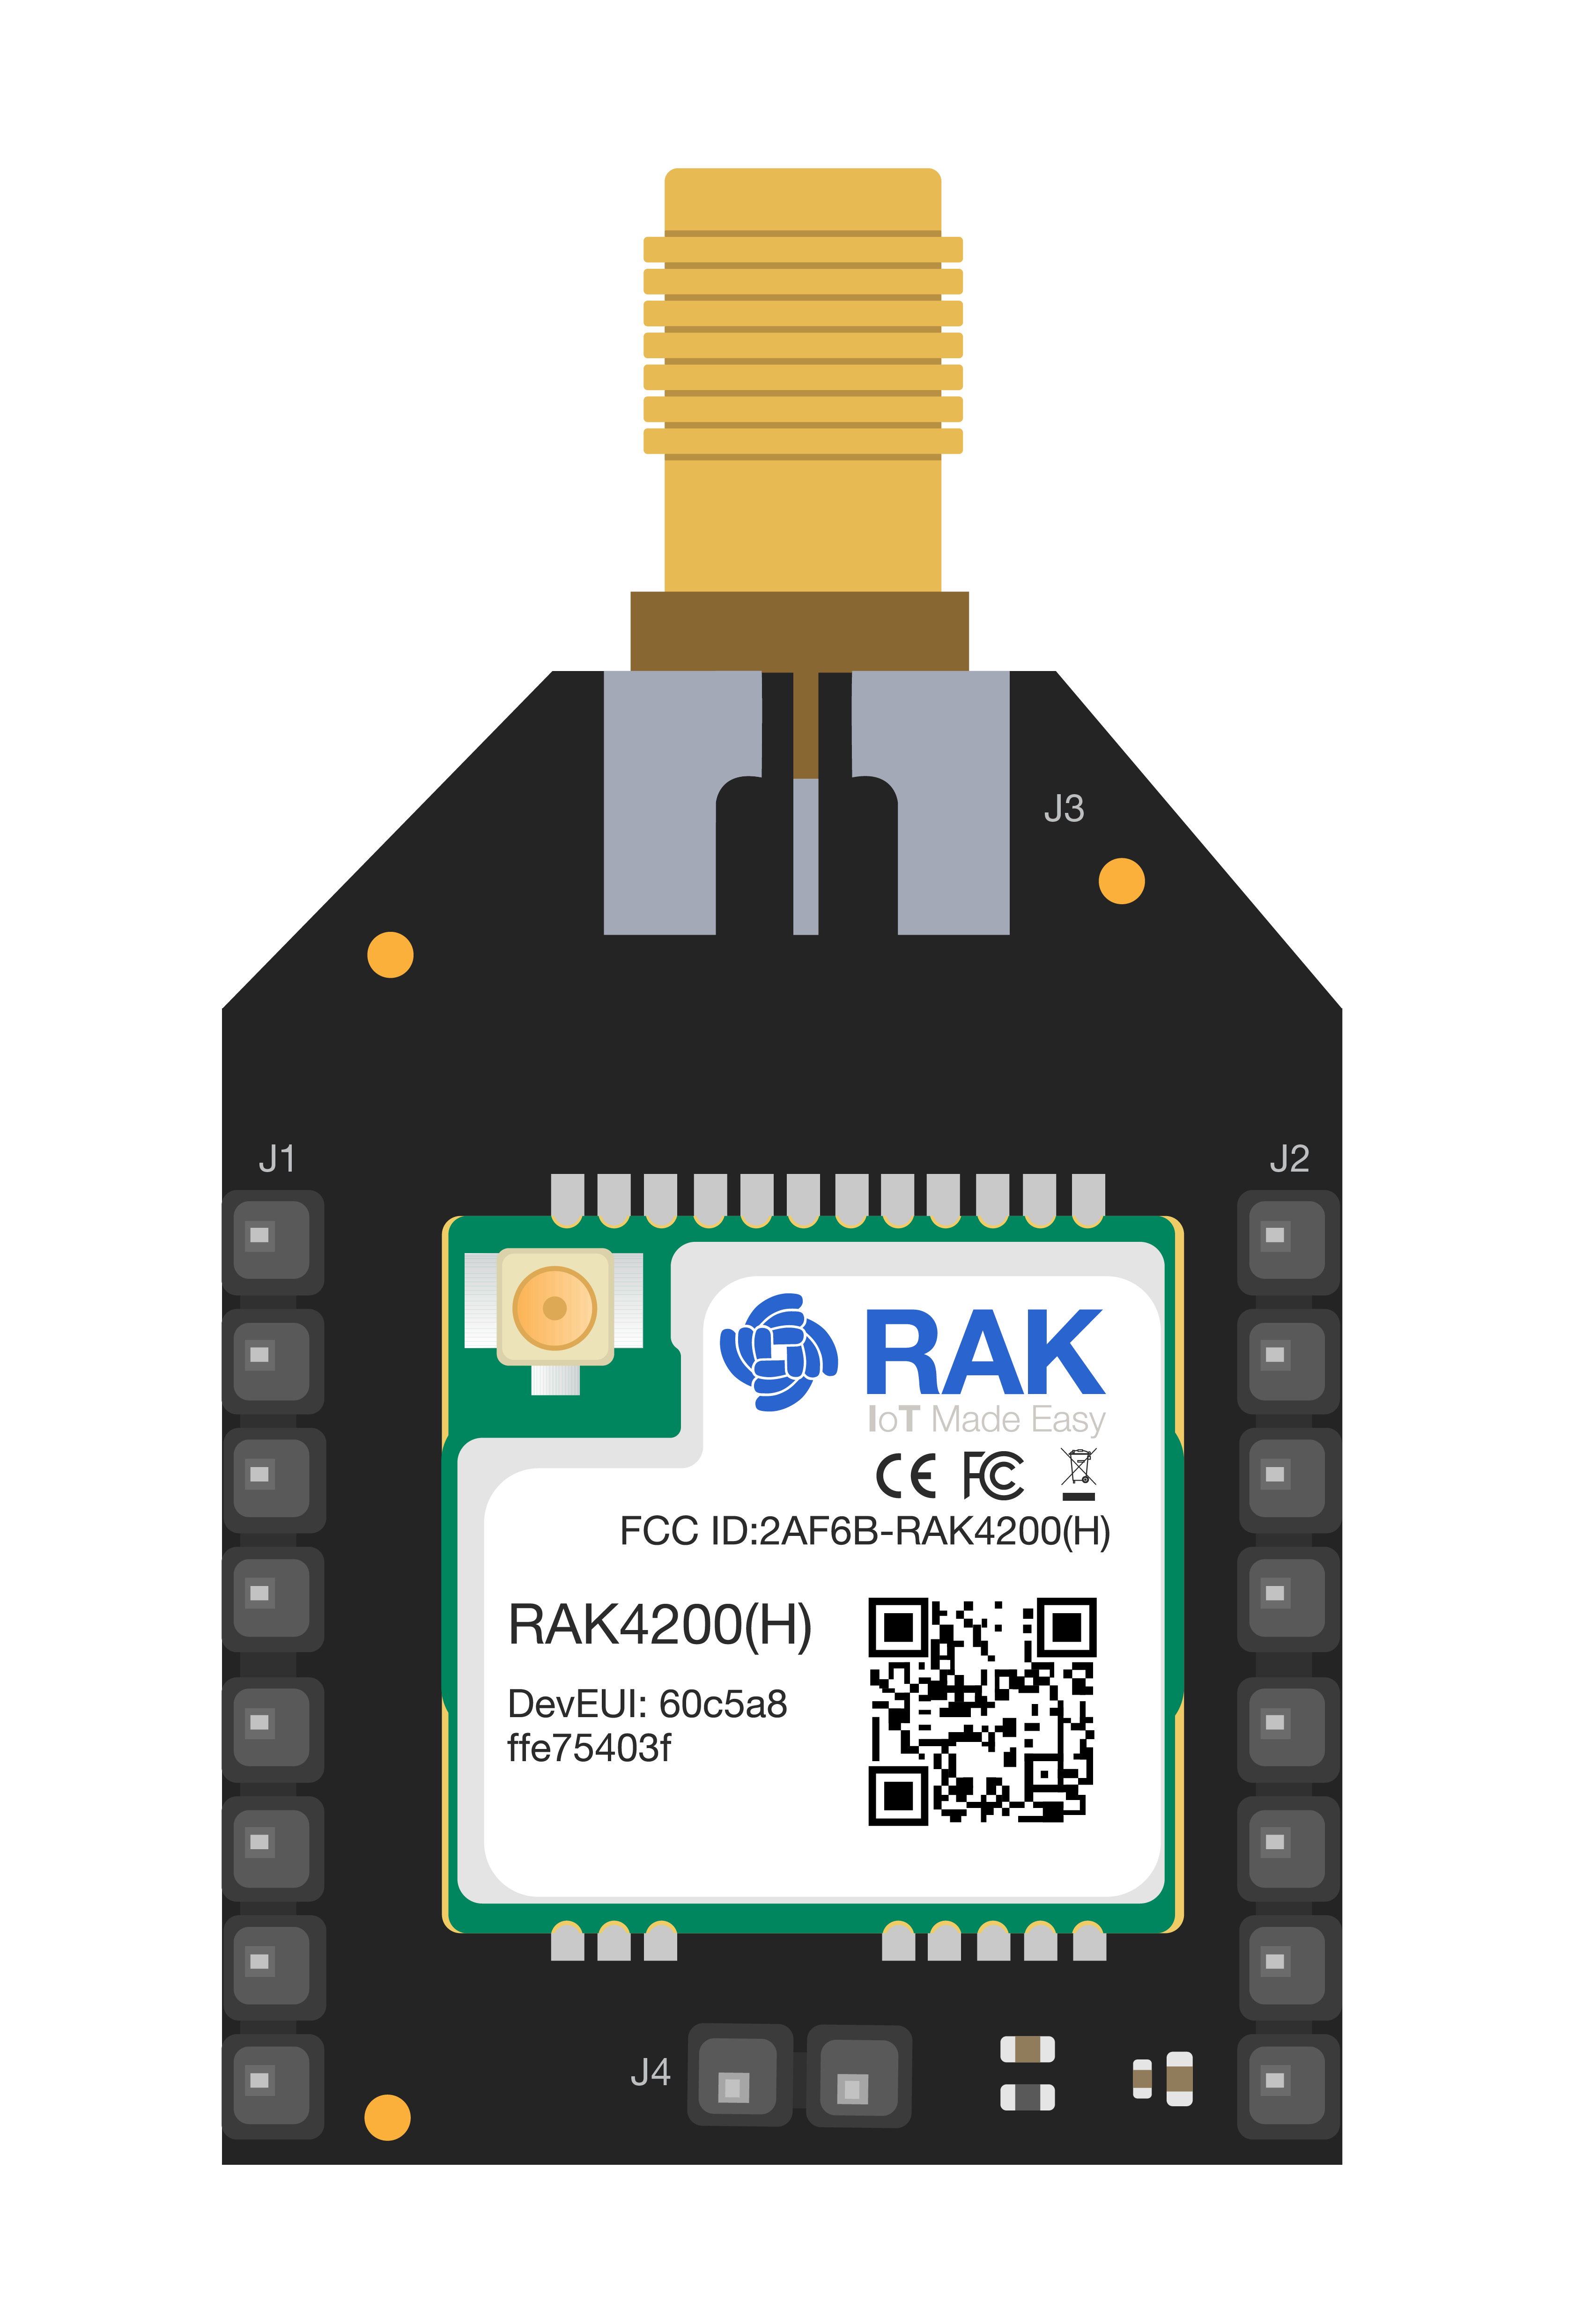 J3
J1
J2
RAK
IoT Made Easy
CE FC
FCC ID:2AF6B-RAK4200(H)
RAK4200(H)
DevEUI: 60c5a8
ffe75403f
J4